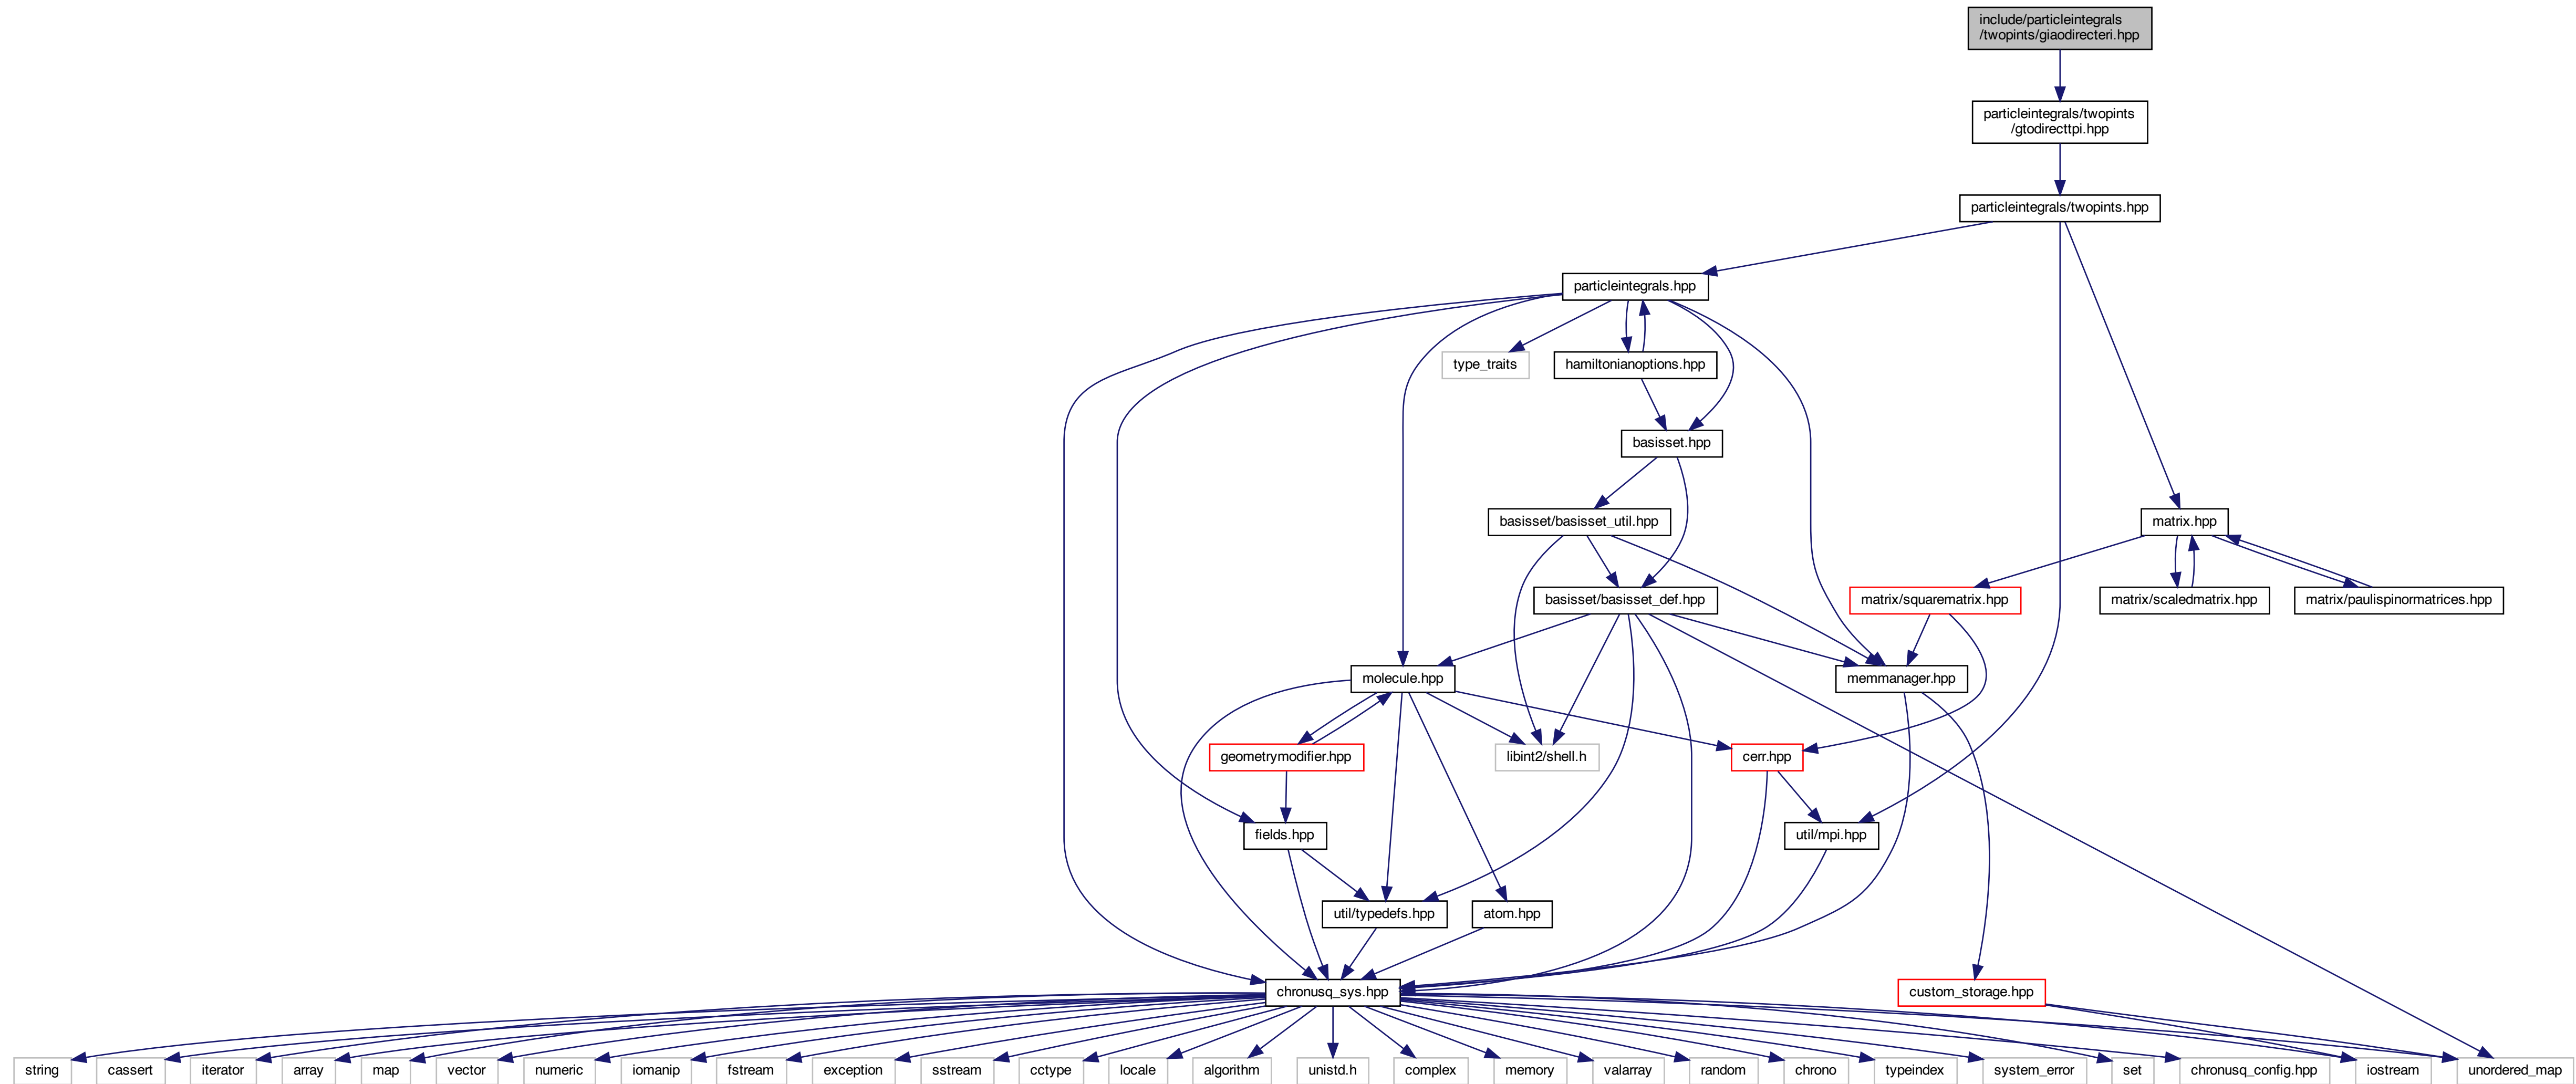 include/particleintegrals
/twopints/giaodirecteri.hpp
particleintegrals/twopints
/gtodirecttpi.hpp
particleintegrals/twopints.hpp
particleintegrals.hpp
type_traits
hamiltonianoptions.hpp
basisset.hpp
basisset/basisset_util.hpp
matrix.hpp
basisset/basisset_def.hpp
matrix/squarematrix.hpp
matrix/scaledmatrix.hpp
matrix/paulispinormatrices.hpp
molecule.hpp
memmanager.hpp
geometrymodifier.hpp
libint2/shell.h
cerr.hpp
fields.hpp
util/mpi.hpp
util/typedefs.hpp
atom.hpp
chronusq_sys.hpp
custom_storage.hpp
string
cassert
iterator
array
map
vector
numeric
iomanip
fstream
exception
sstream
cctype
locale
algorithm
unistd.h
complex
memory
valarray
random
chrono
typeindex
system_error
set
chronusq_config.hpp
iostream
unordered_map